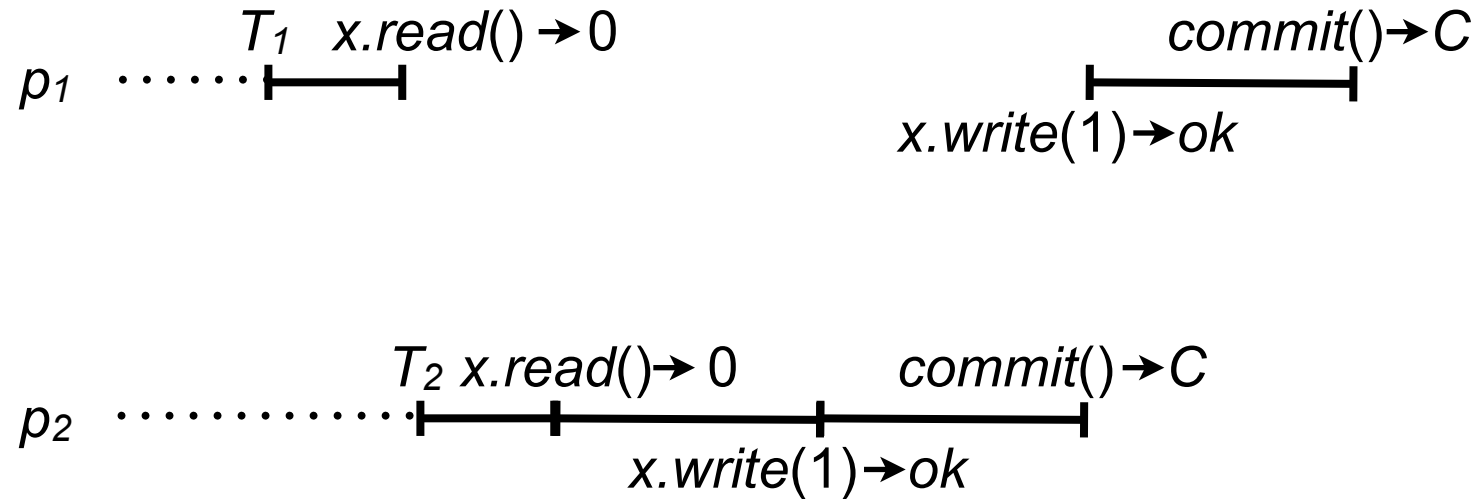 T₁ x.read() → 0 commit() → C
p₁
x.write(1) → ok
T₂ x.read() → 0 commit() → C
p₂
x.write(1) → ok